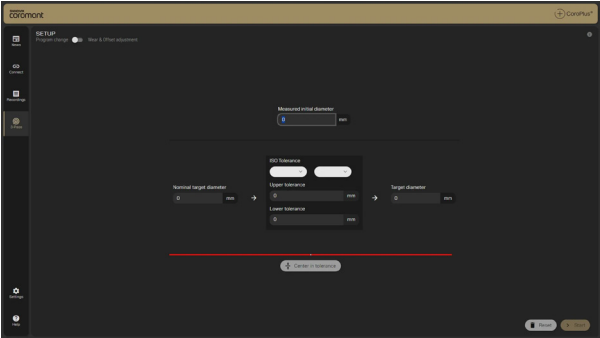 coromant
CoroPlus®
SETUP
Program change
Wear & Offset adjustment
News
Connect
Recordings
Measured initial diameter
0 mm
ISO Tolerance
Upper tolerance
0 mm
Nominal target diameter
0 mm
Target diameter
0 mm
Lower tolerance
0 mm
Center in tolerance
Settings
Help
Reset
Start